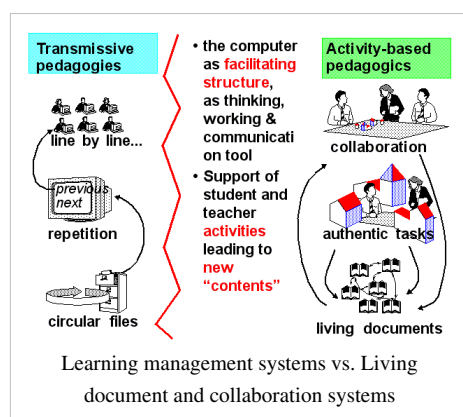 Transmissive
pedagogies
line by line...
previous
next
repetition
circular files
• the computer
as facilitating
structure,
as thinking,
working &
communicati
on tool
• Support of
student and
teacher
activities
leading to
new
“contents”
Activity-based
pedagogics
collaboration
authentic tasks
living documents
Learning management systems vs. Living
document and collaboration systems